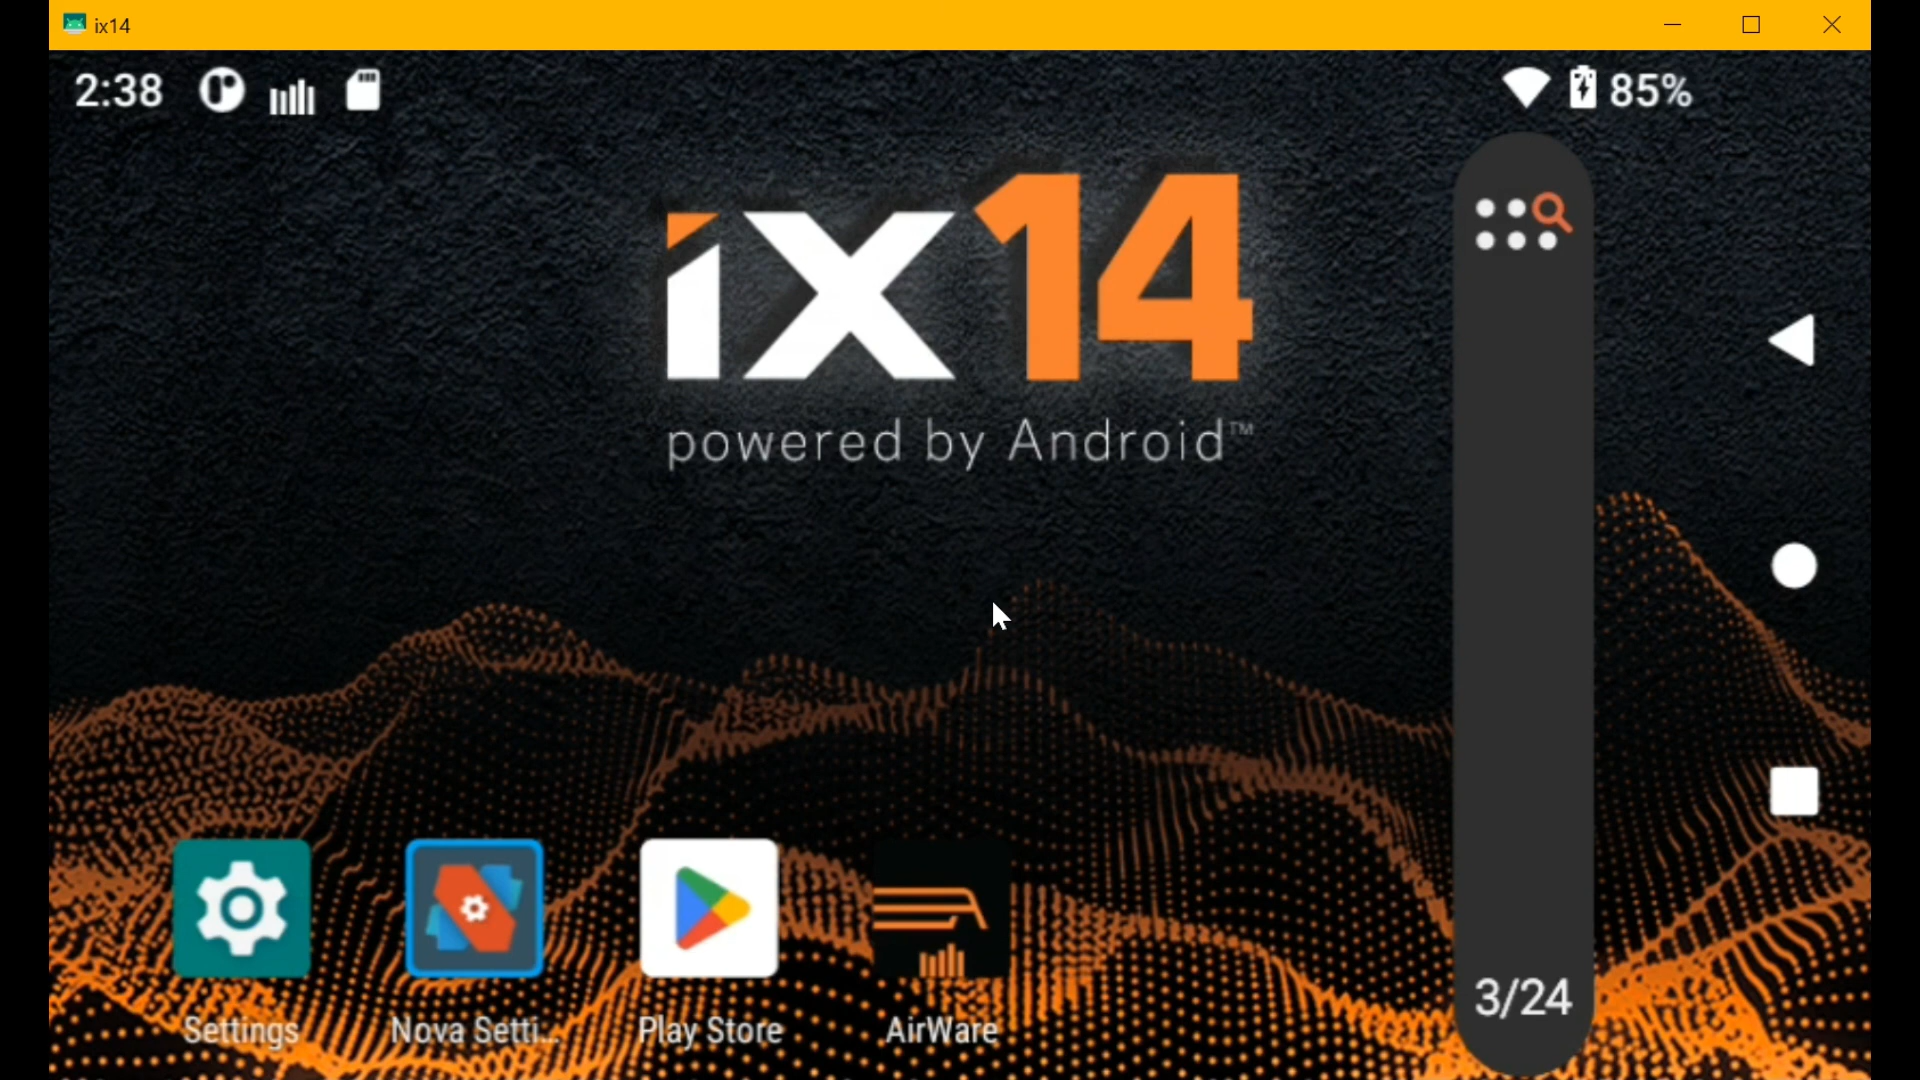 ix14
2:38
85%
ix14
powered by Android™
3/24
Settings
Nova Setti...
Play Store
AirWare